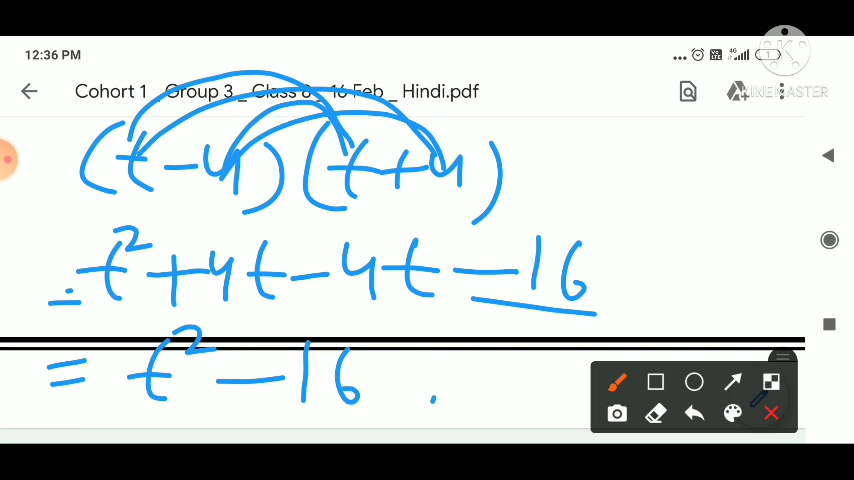 12:36 PM
KINEMASTER
Cohort 1 _ Group 3 _ Class 8 _ 16 Feb _ Hindi.pdf
(t-4)(t+4)
= t²+4t-4t-16
= t²-16.